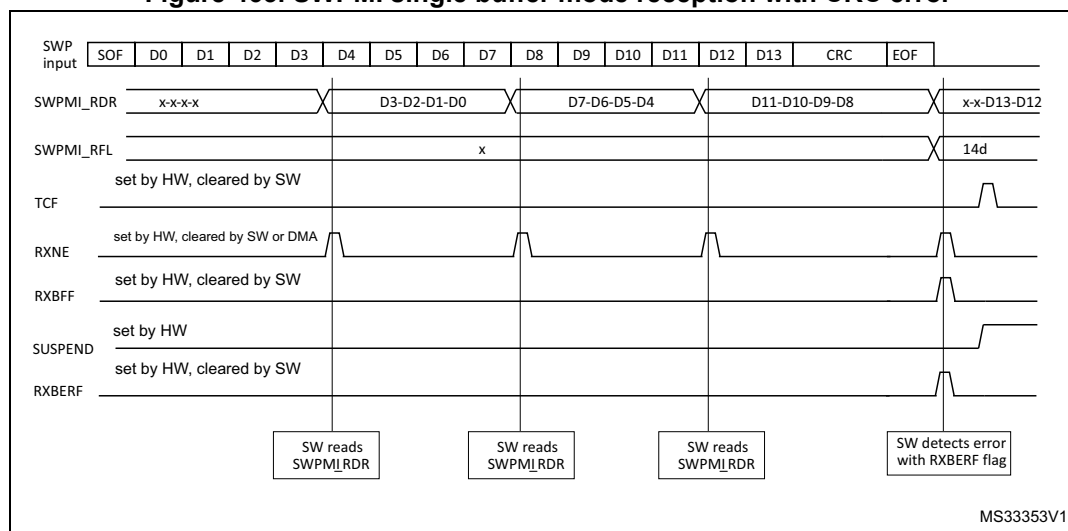 Figure 483. SWPMI single buffer mode reception with CRC error
SWP
input
SOF D0 D1 D2 D3 D4 D5 D6 D7 D8 D9 D10 D11 D12 D13 CRC EOF
SWPMI_RDR x-x-x-x D3-D2-D1-D0 D7-D6-D5-D4 D11-D10-D9-D8 x-x-D13-D12
SWPMI_RFL x 14d
set by HW, cleared by SW
TCF
set by HW, cleared by SW or DMA
RXNE
set by HW, cleared by SW
RXBFF
set by HW
SUSPEND
set by HW, cleared by SW
RXBERF
SW reads
SWPMI_RDR
SW reads
SWPMI_RDR
SW reads
SWPMI_RDR
SW detects error
with RXBERF flag
MS33353V1